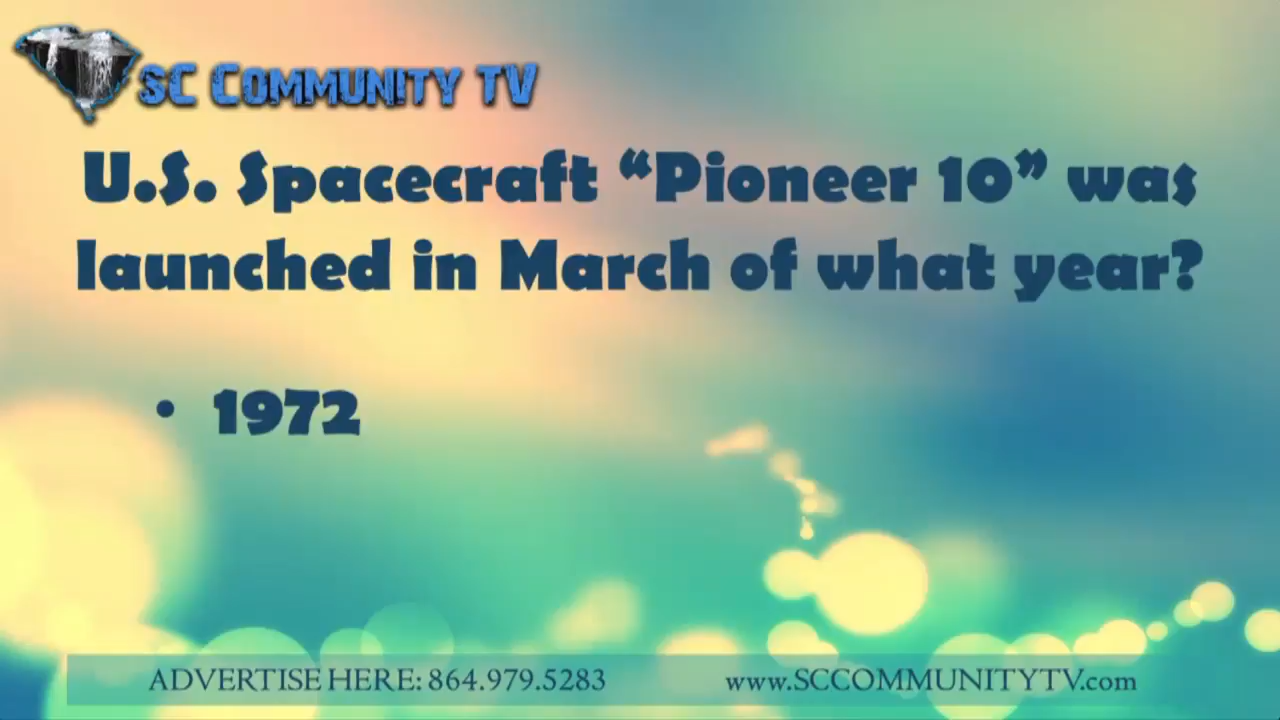 SC COMMUNITY TV
U.S. Spacecraft “Pioneer 10” was
launched in March of what year?
• 1972
ADVERTISE HERE: 864.979.5283
www.SCCOMMUNITYTV.com